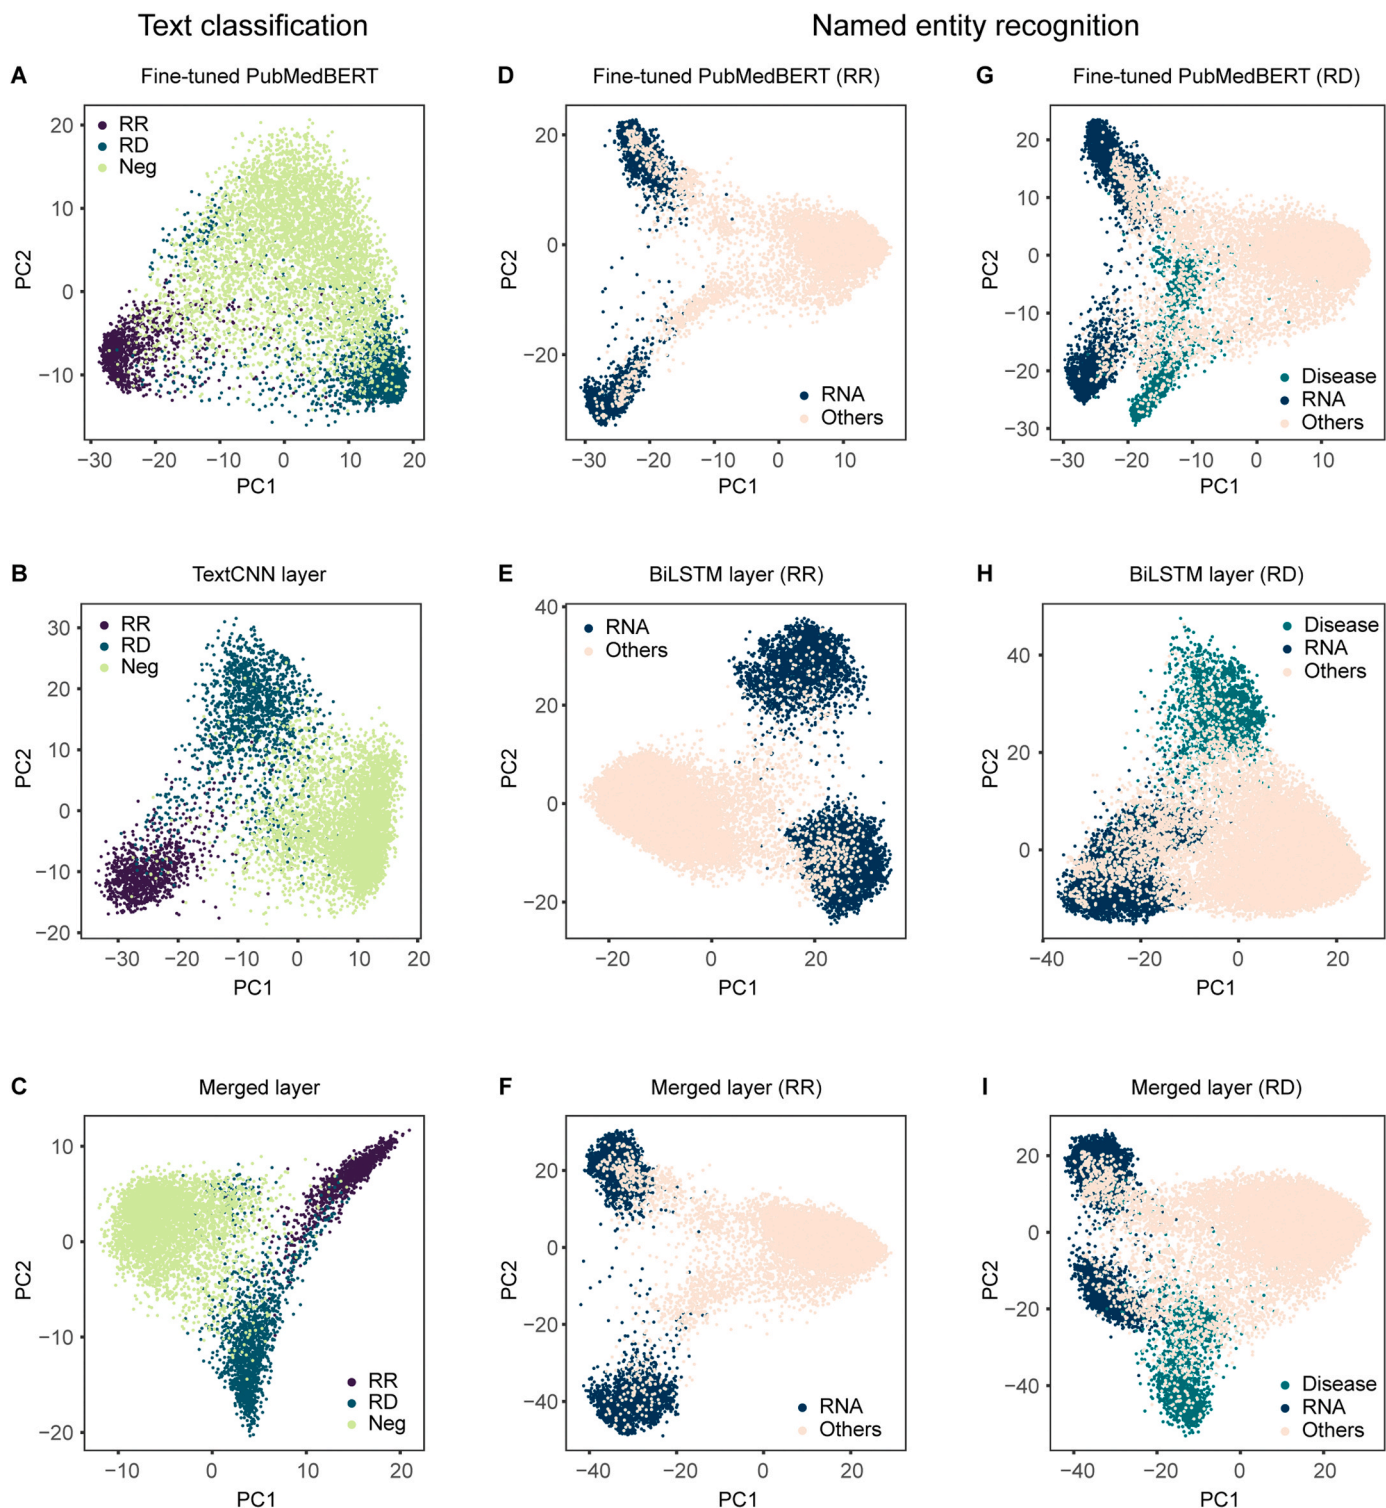 Text classification
Named entity recognition
A
Fine-tuned PubMedBERT
RR
RD
Neg
20
10
0
−10
PC2
−30 −20 −10 0 10 20
PC1
D
Fine-tuned PubMedBERT (RR)
20
0
−20
PC2
RNA
Others
−30 −20 −10 0 10
PC1
G
Fine-tuned PubMedBERT (RD)
20
10
0
−10
−20
−30
PC2
Disease
RNA
Others
−30 −20 −10 0 10
PC1
B
TextCNN layer
RR
RD
Neg
30
20
10
0
−10
−20
PC2
−30 −20 −10 0 10 20
PC1
E
BiLSTM layer (RR)
RNA
Others
40
20
0
−20
PC2
−20 0 20
PC1
H
BiLSTM layer (RD)
Disease
RNA
Others
40
20
0
PC2
−40 −20 0 20
PC1
C
Merged layer
10
0
−10
−20
PC2
RR
RD
Neg
−10 0 10 20
PC1
F
Merged layer (RR)
20
0
−20
−40
PC2
RNA
Others
−40 −20 0 20
PC1
I
Merged layer (RD)
20
0
−20
−40
PC2
Disease
RNA
Others
−40 −20 0 20
PC1